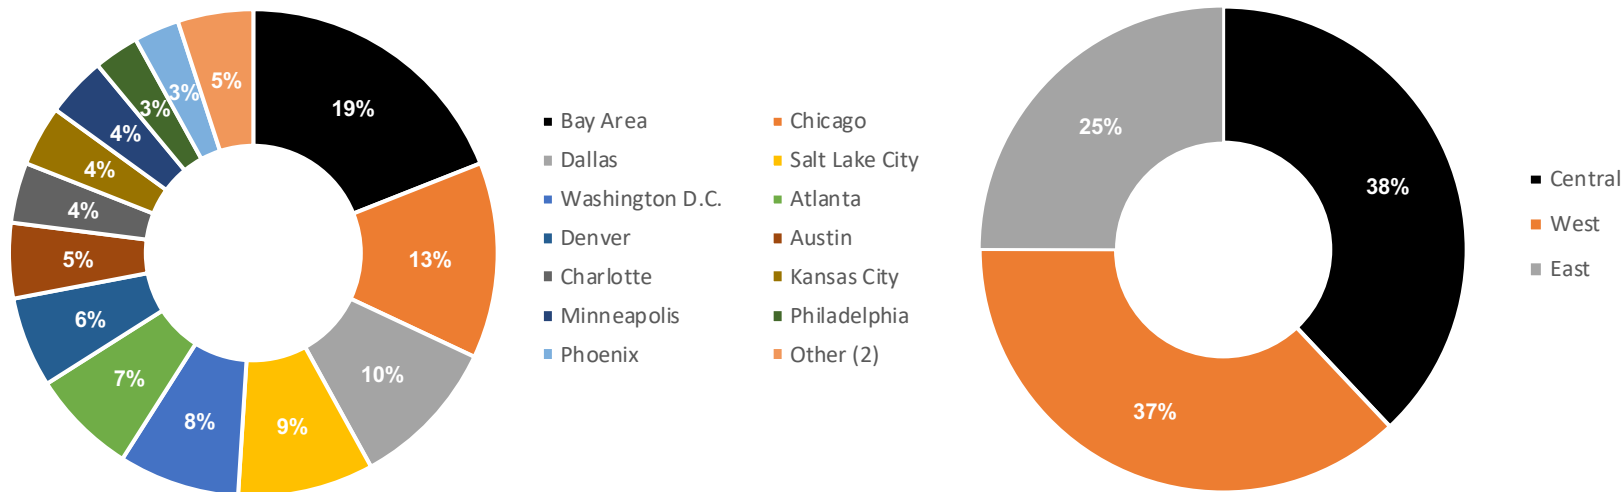 19%
13%
10%
9%
8%
7%
6%
5%
4%
4%
4%
3%
3%
5%
Bay Area
Chicago
Dallas
Salt Lake City
Washington D.C.
Atlanta
Denver
Austin
Charlotte
Kansas City
Minneapolis
Philadelphia
Phoenix
Other (2)
38%
37%
25%
Central
West
East